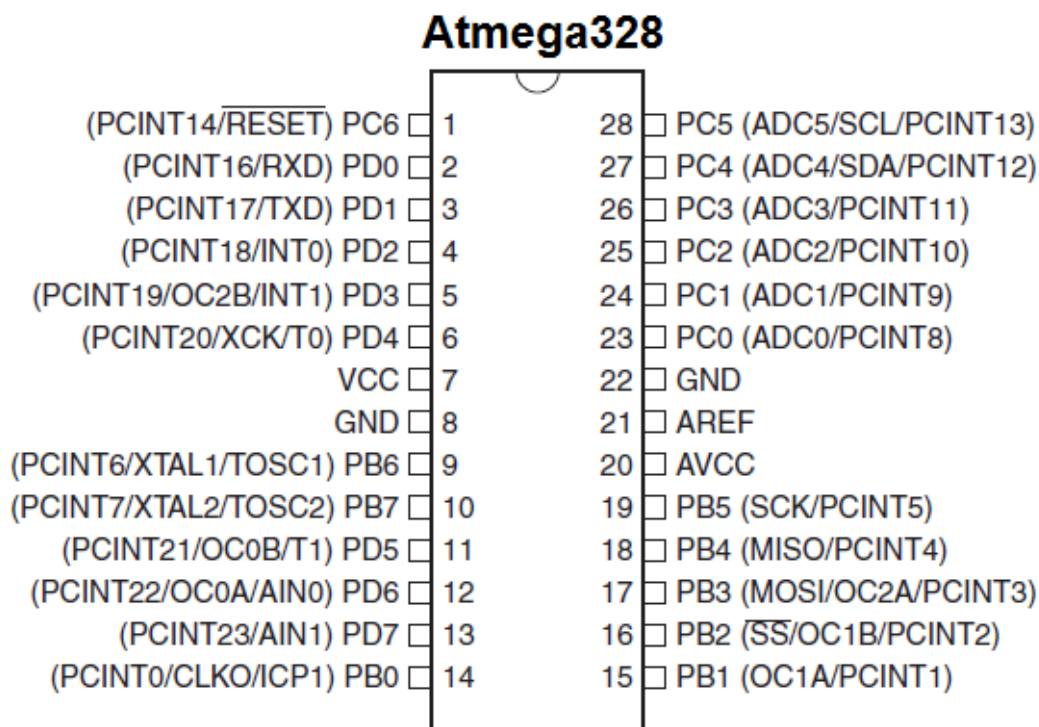 Atmega328
(PCINT14/RESET) PC6 1 28 PC5 (ADC5/SCL/PCINT13)
(PCINT16/RXD) PD0 2 27 PC4 (ADC4/SDA/PCINT12)
(PCINT17/TXD) PD1 3 26 PC3 (ADC3/PCINT11)
(PCINT18/INT0) PD2 4 25 PC2 (ADC2/PCINT10)
(PCINT19/OC2B/INT1) PD3 5 24 PC1 (ADC1/PCINT9)
(PCINT20/XCK/T0) PD4 6 23 PC0 (ADC0/PCINT8)
VCC 7 22 GND
GND 8 21 AREF
(PCINT6/XTAL1/TOSC1) PB6 9 20 AVCC
(PCINT7/XTAL2/TOSC2) PB7 10 19 PB5 (SCK/PCINT5)
(PCINT21/OC0B/T1) PD5 11 18 PB4 (MISO/PCINT4)
(PCINT22/OC0A/AIN0) PD6 12 17 PB3 (MOSI/OC2A/PCINT3)
(PCINT23/AIN1) PD7 13 16 PB2 (SS/OC1B/PCINT2)
(PCINT0/CLKO/ICP1) PB0 14 15 PB1 (OC1A/PCINT1)